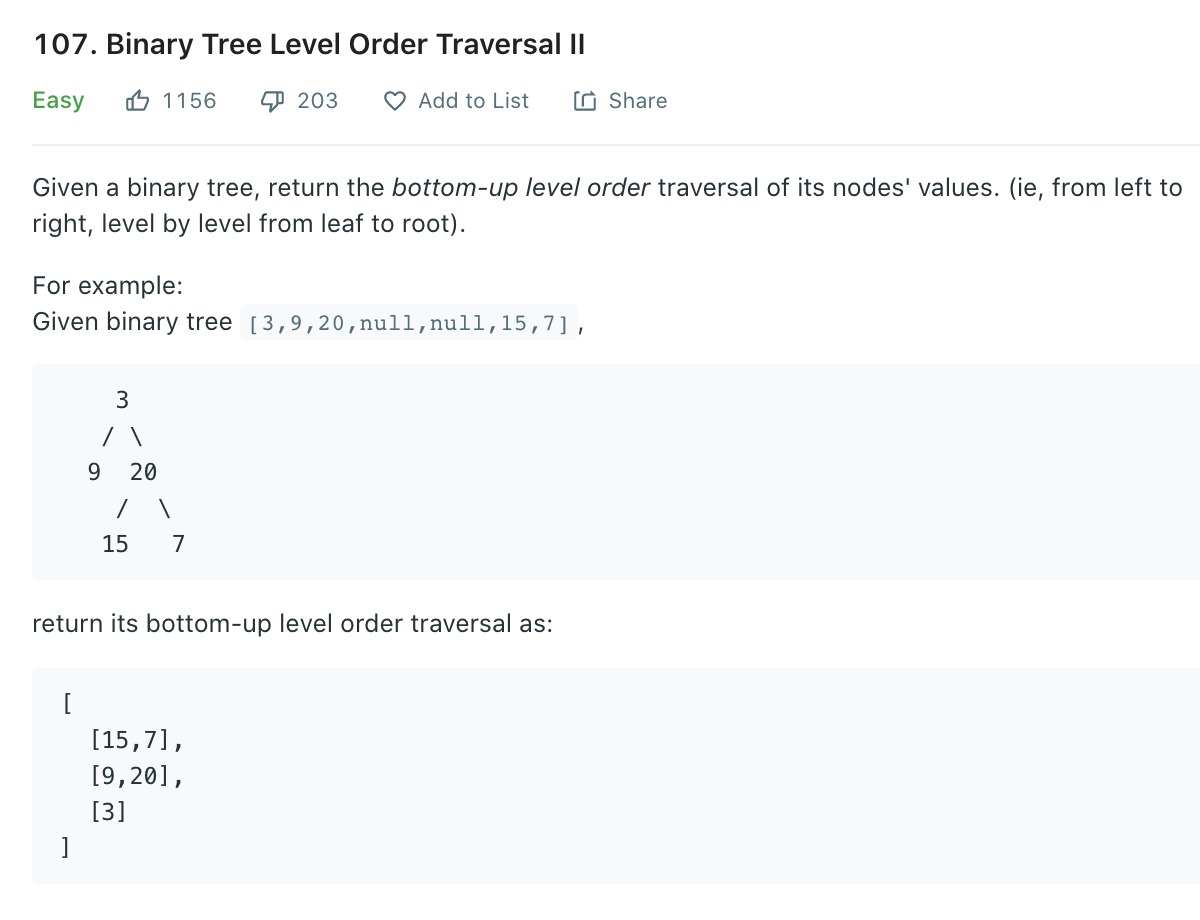 107. Binary Tree Level Order Traversal II
Easy 1156 203 Add to List Share
Given a binary tree, return the bottom-up level order traversal of its nodes' values. (ie, from left to
right, level by level from leaf to root).
For example:
Given binary tree [3,9,20,null,null,15,7],
    3
   / \
  9  20
    /  \
   15   7
return its bottom-up level order traversal as:
[
  [15,7],
  [9,20],
  [3]
]